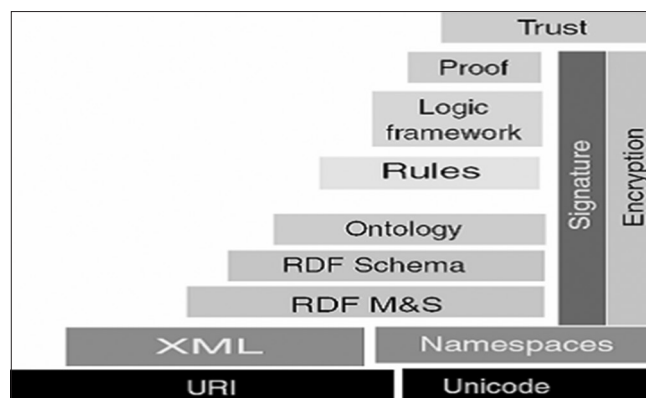 Trust
Proof
Logic
framework
Rules
Ontology
RDF Schema
RDF M&S
Signature
Encryption
XML
Namespaces
URI
Unicode